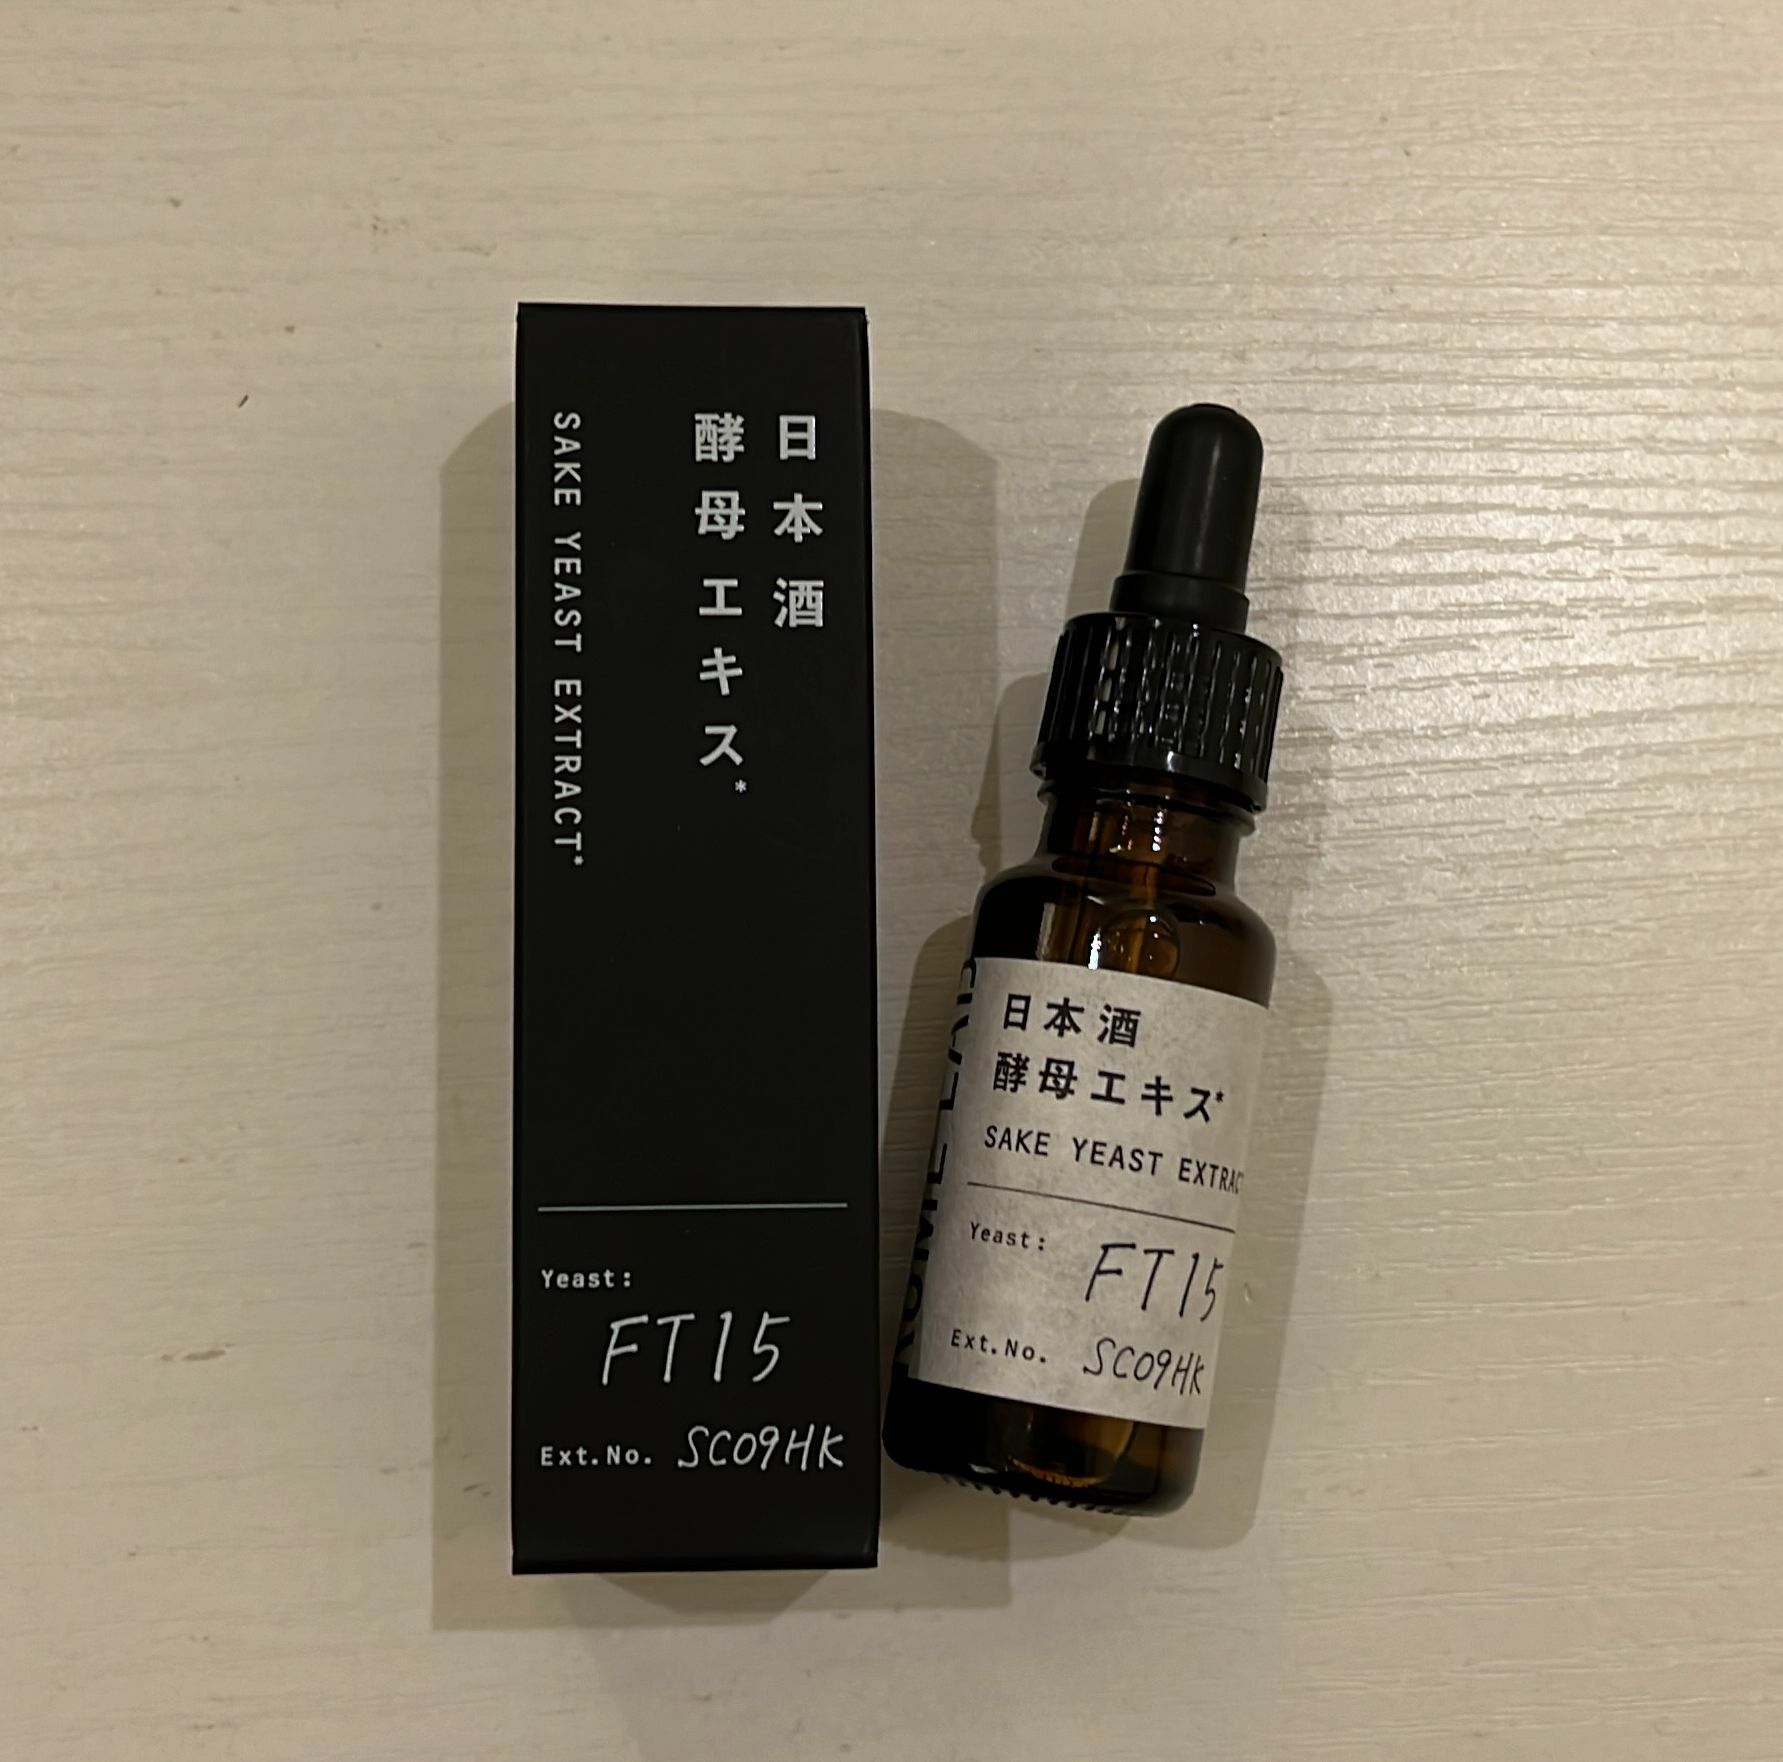 日本酒
酵母エキス*
SAKE YEAST EXTRACT*
Yeast:
FT15
Ext.No. SC09HK
日本酒
酵母エキス*
SAKE YEAST EXTRAC
Yeast: FT15
Ext.No. SC09HK